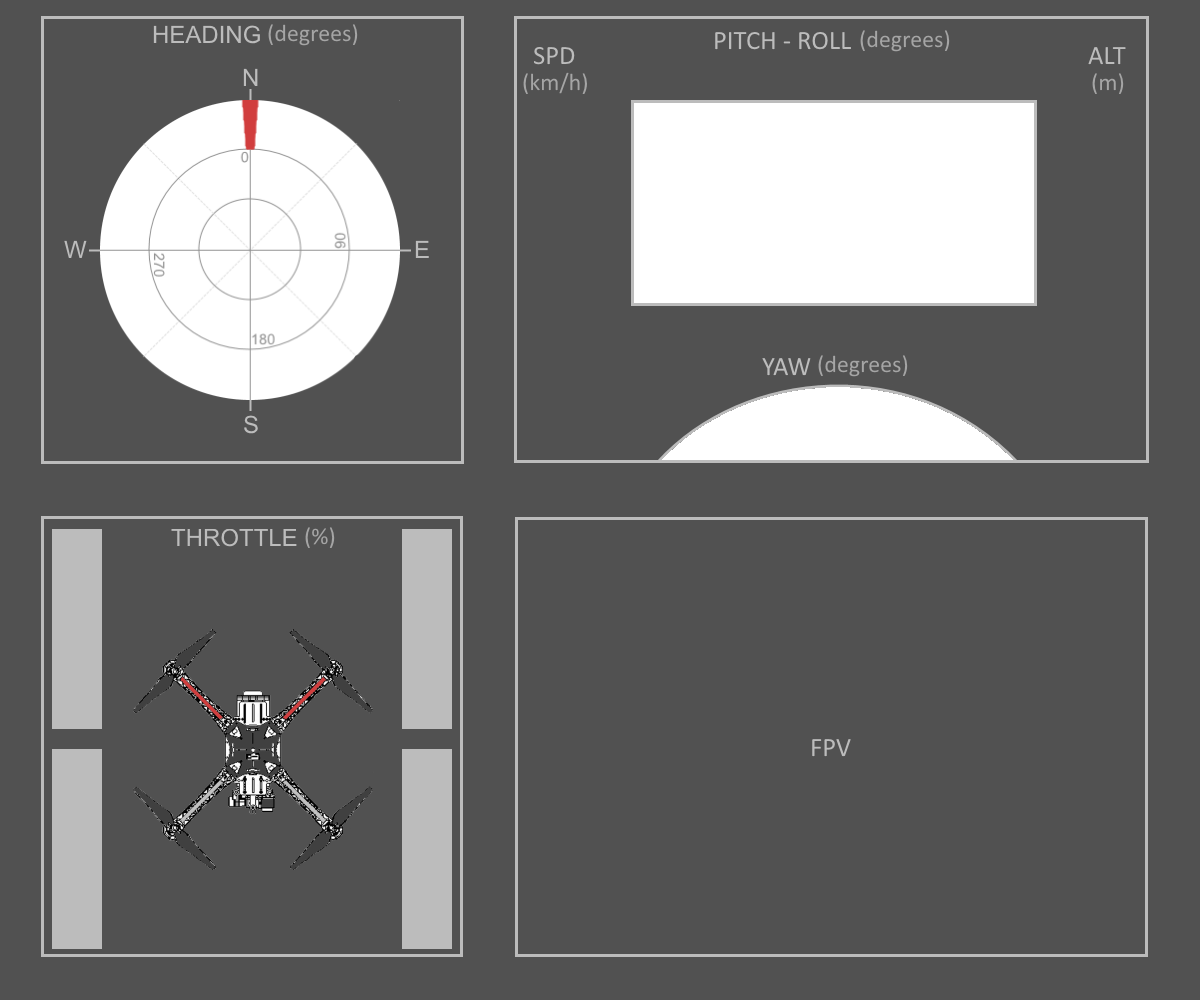 HEADING (degrees)
N
0
W
E
90
270
180
S
PITCH - ROLL (degrees)
SPD
(km/h)
ALT
(m)
YAW (degrees)
THROTTLE (%)
FPV